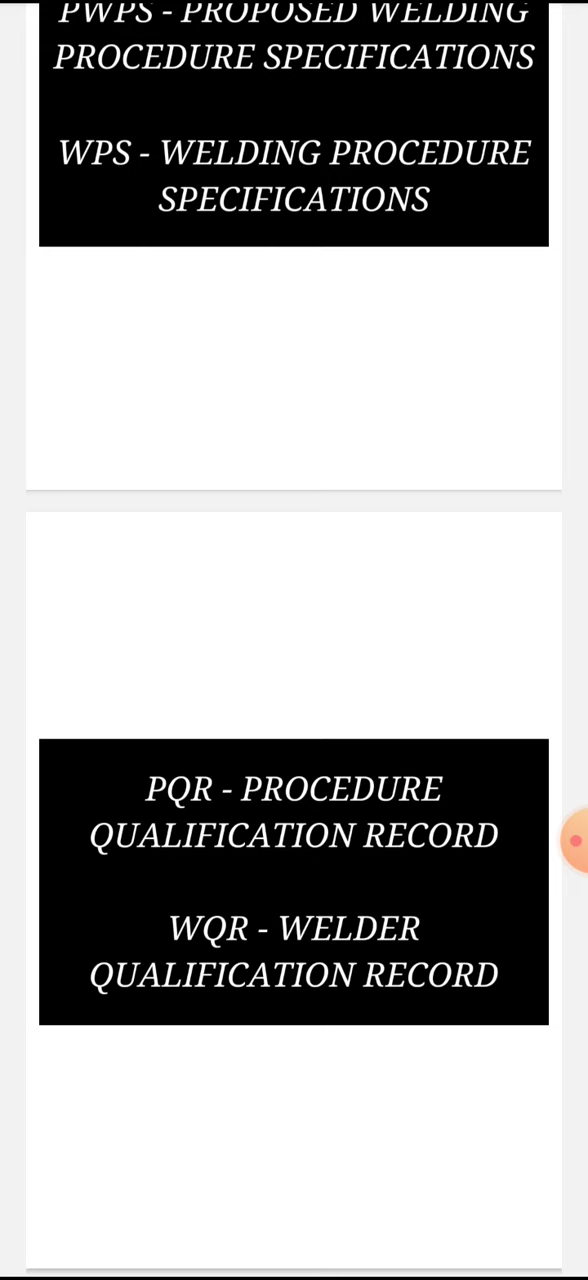 PWPS - PROPOSED WELDING
PROCEDURE SPECIFICATIONS
WPS - WELDING PROCEDURE
SPECIFICATIONS
PQR - PROCEDURE
QUALIFICATION RECORD
WQR - WELDER
QUALIFICATION RECORD